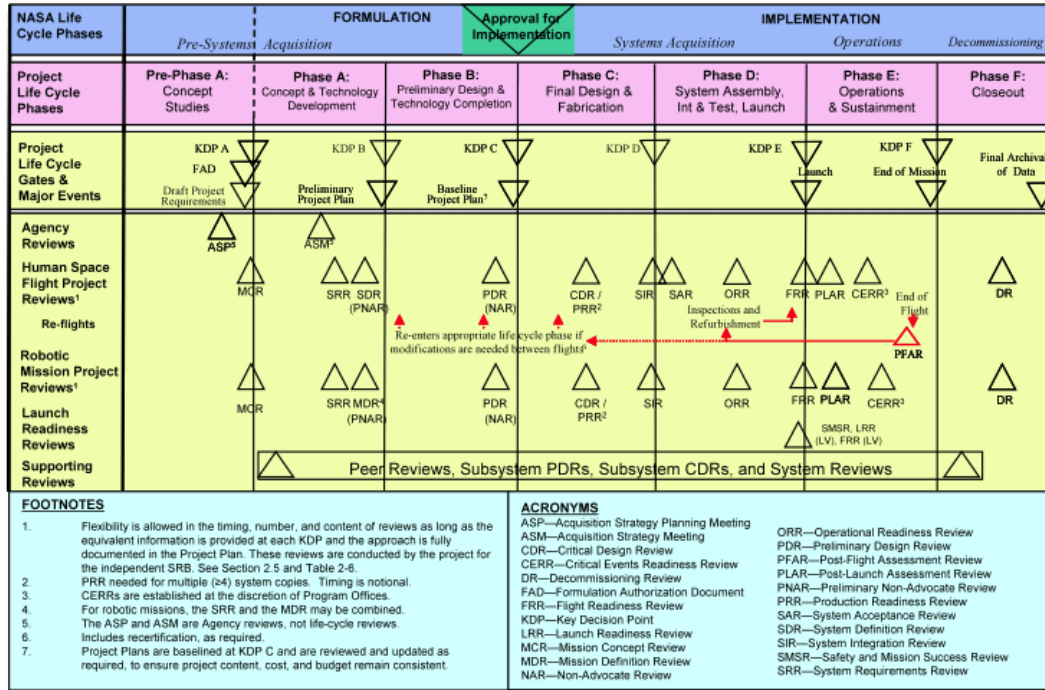 NASA Life
Cycle Phases
FORMULATION
Approval for
Implementation
IMPLEMENTATION
Pre-Systems Acquisition
Systems Acquisition
Operations
Decommissioning
Project
Life Cycle
Phases
Pre-Phase A:
Concept
Studies
Phase A:
Concept & Technology
Development
Phase B:
Preliminary Design &
Technology Completion
Phase C:
Final Design &
Fabrication
Phase D:
System Assembly,
Int & Test, Launch
Phase E:
Operations
& Sustainment
Phase F:
Closeout
Project
Life Cycle
Gates &
Major Events
KDP A
FAD
Draft Project
Requirements
KDP B
Preliminary
Project Plan
KDP C
Baseline
Project Plan⁷
KDP D
KDP E
Launch
KDP F
End of Mission
Final Archival
of Data
Agency
Reviews
ASP⁵
ASM⁵
Human Space
Flight Project
Reviews¹
MCR
SRR
SDR
(PNAR)
PDR
(NAR)
CDR /
PRR²
SIR
SAR
ORR
FRR
PLAR
CERR³
DR
Re-flights
Re-enters appropriate life cycle phase if
modifications are needed between flights⁶
Inspections and
Refurbishment
End of
Flight
PFAR
Robotic
Mission Project
Reviews¹
MCR
SRR
MDR⁴
(PNAR)
PDR
(NAR)
CDR /
PRR²
SIR
ORR
FRR
PLAR
CERR³
DR
Launch
Readiness
Reviews
SMSR, LRR
(LV), FRR (LV)
Supporting
Reviews
Peer Reviews, Subsystem PDRs, Subsystem CDRs, and System Reviews
FOOTNOTES
1. Flexibility is allowed in the timing, number, and content of reviews as long as the
equivalent information is provided at each KDP and the approach is fully
documented in the Project Plan. These reviews are conducted by the project for
the independent SRB. See Section 2.5 and Table 2-6.
2. PRR needed for multiple (≥4) system copies. Timing is notional.
3. CERRs are established at the discretion of Program Offices.
4. For robotic missions, the SRR and the MDR may be combined.
5. The ASP and ASM are Agency reviews, not life-cycle reviews.
6. Includes recertification, as required.
7. Project Plans are baselined at KDP C and are reviewed and updated as
required, to ensure project content, cost, and budget remain consistent.
ACRONYMS
ASP—Acquisition Strategy Planning Meeting
ASM—Acquisition Strategy Meeting
CDR—Critical Design Review
CERR—Critical Events Readiness Review
DR—Decommissioning Review
FAD—Formulation Authorization Document
FRR—Flight Readiness Review
KDP—Key Decision Point
LRR—Launch Readiness Review
MCR—Mission Concept Review
MDR—Mission Definition Review
NAR—Non-Advocate Review
ORR—Operational Readiness Review
PDR—Preliminary Design Review
PFAR—Post-Flight Assessment Review
PLAR—Post-Launch Assessment Review
PNAR—Preliminary Non-Advocate Review
PRR—Production Readiness Review
SAR—System Acceptance Review
SDR—System Definition Review
SIR—System Integration Review
SMSR—Safety and Mission Success Review
SRR—System Requirements Review